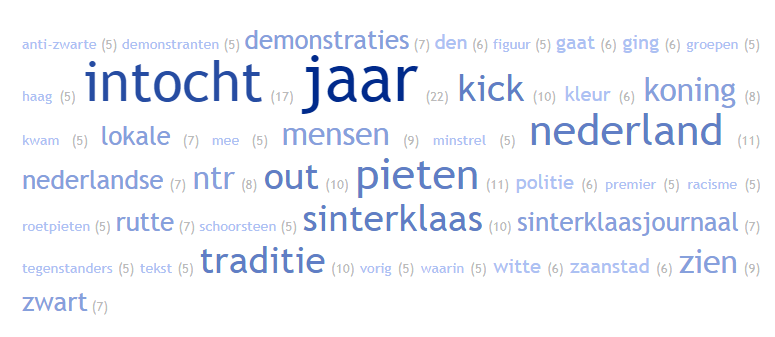 anti-zwarte (5) demonstranten (5) demonstraties (7) den (6) figuur (5) gaat (6) ging (6) groepen (5)
haag (5) intocht (17) jaar (22) kick (10) kleur (6) koning (8)
kwam (5) lokale (7) mee (5) mensen (9) minstrel (5) nederland (11)
nederlandse (7) ntr (8) out (10) pieten (11) politie (6) premier (5) racisme (5)
roetpieten (5) rutte (7) schoorsteen (5) sinterklaas (10) sinterklaasjournaal (7)
tegenstanders (5) tekst (5) traditie (10) vorig (5) waarin (5) witte (6) zaanstad (6) zien (9)
zwart (7)